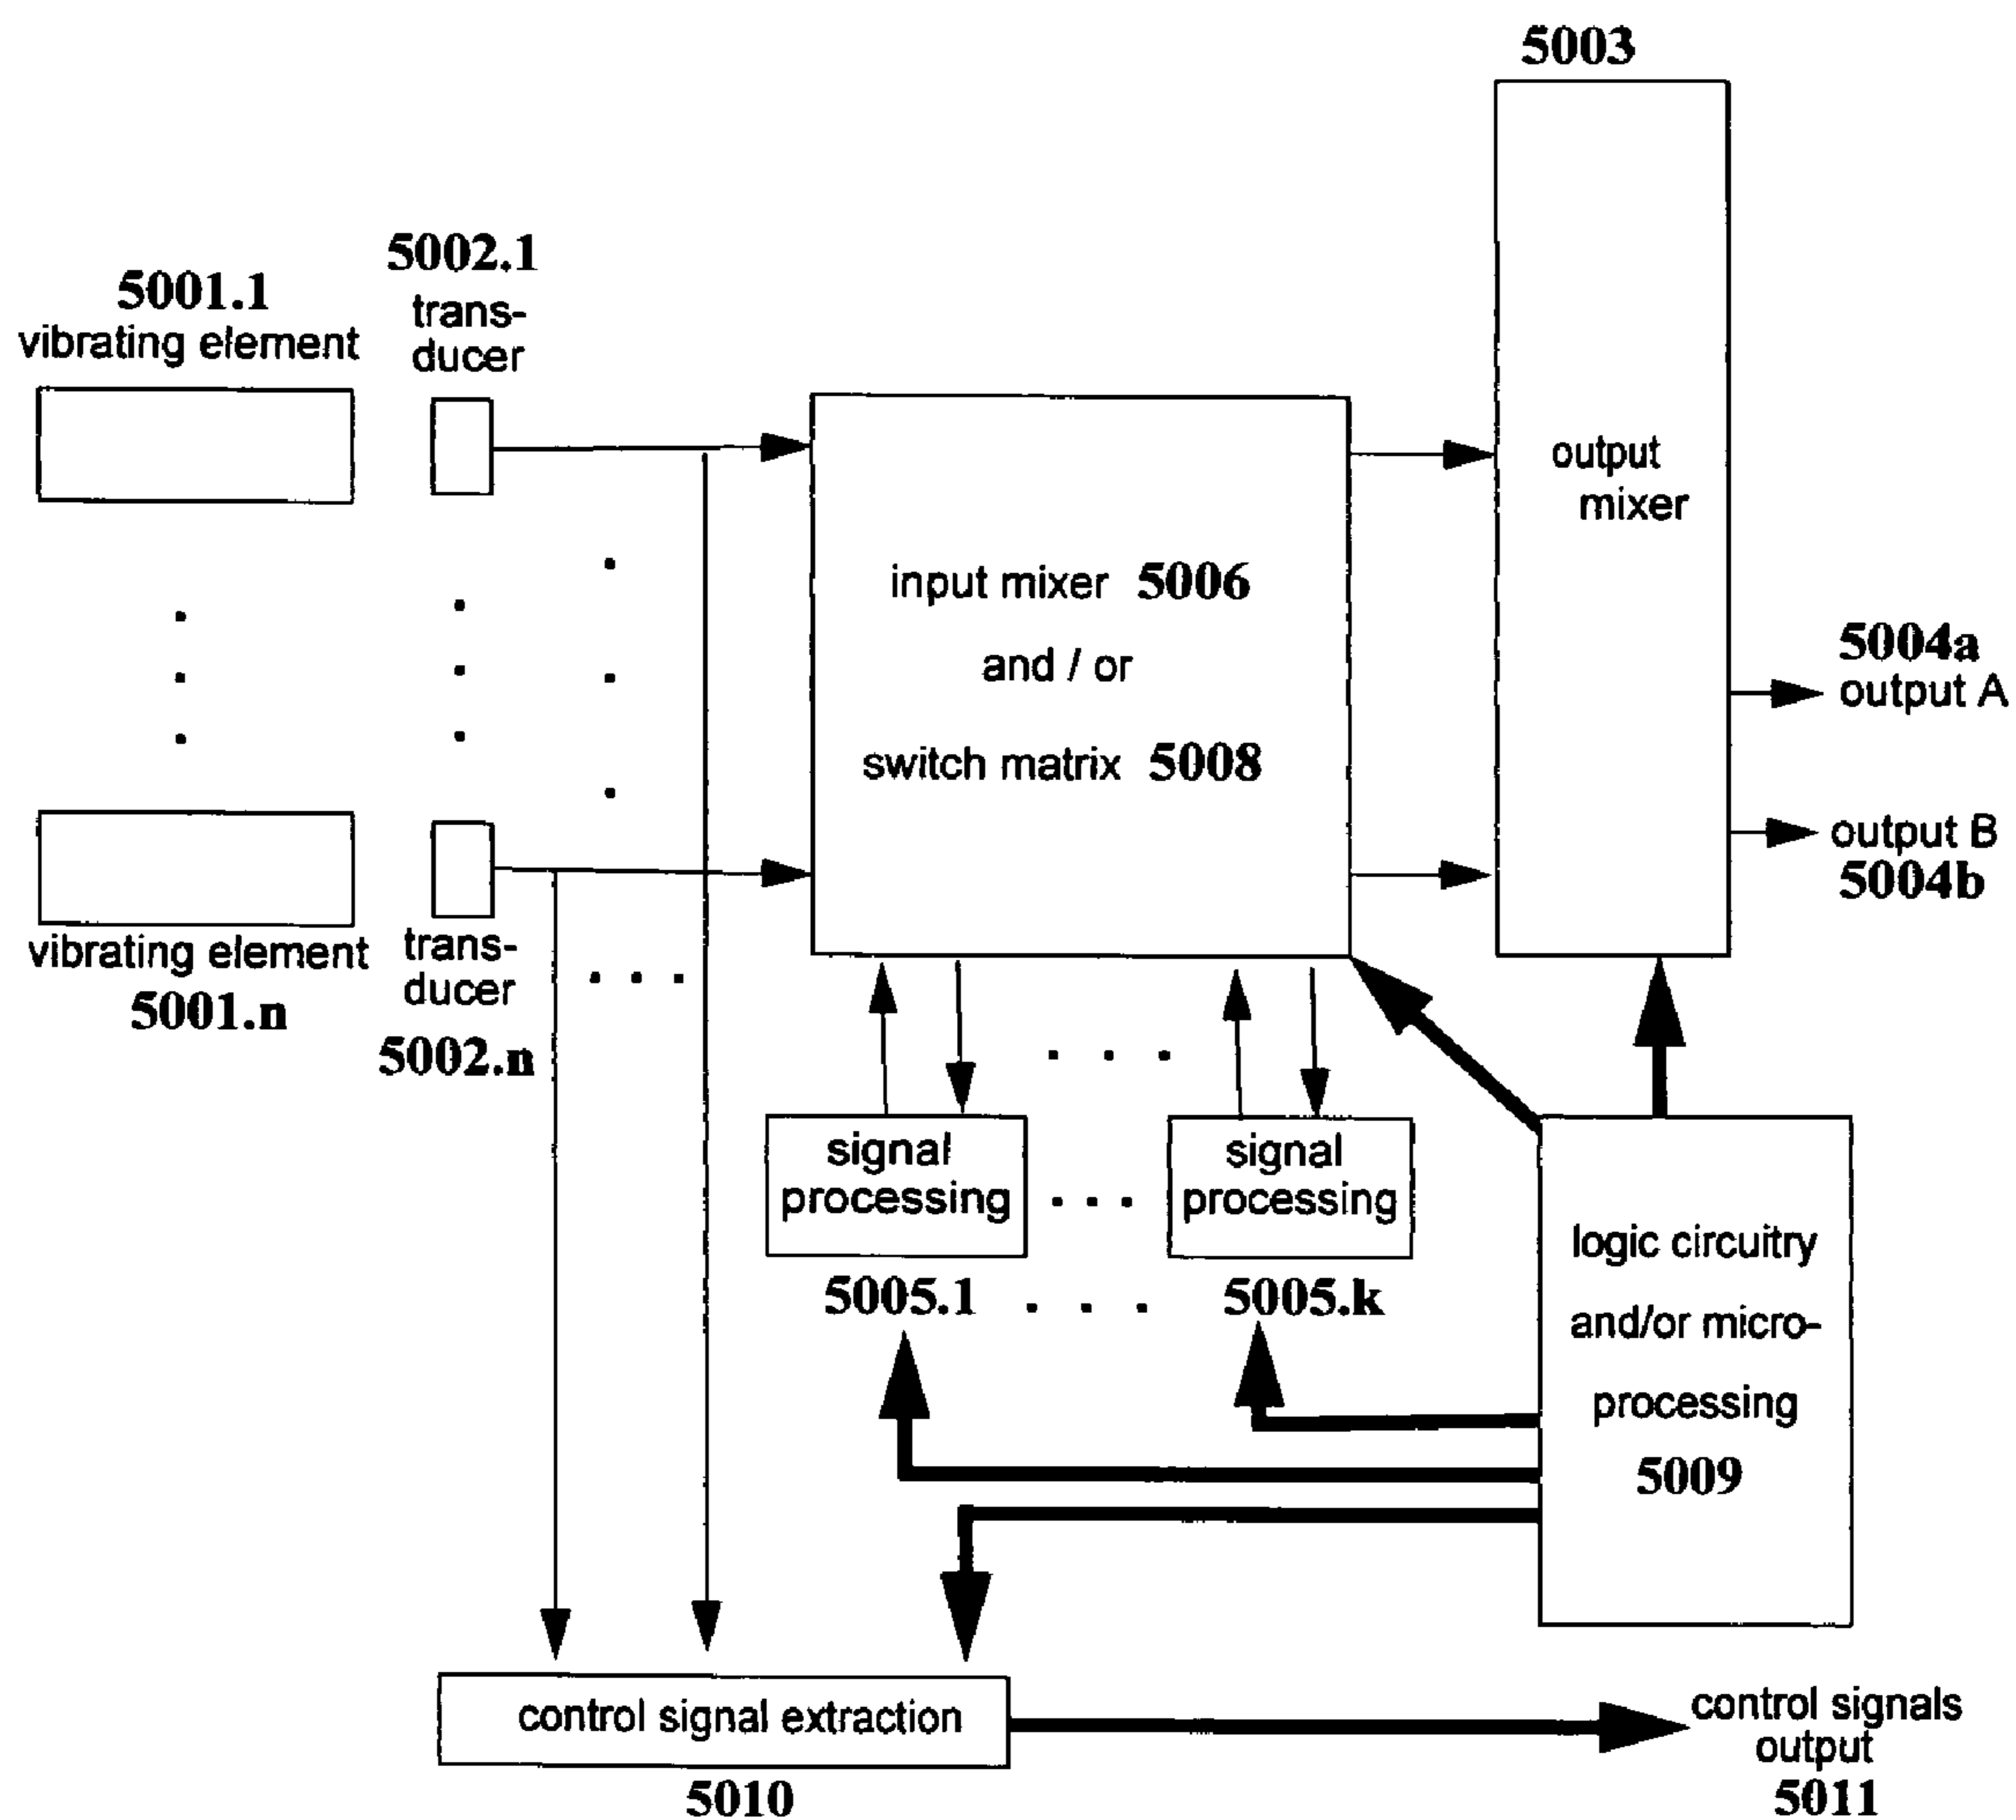 5003
5002.1
trans-
ducer
5001.1
vibrating element
output
mixer
input mixer 5006
and / or
switch matrix 5008
5004a
output A
output B
5004b
vibrating element
5001.n
trans-
ducer
5002.n
signal
processing
5005.1
signal
processing
5005.k
logic circuitry
and/or micro-
processing
5009
control signal extraction
5010
control signals
output
5011